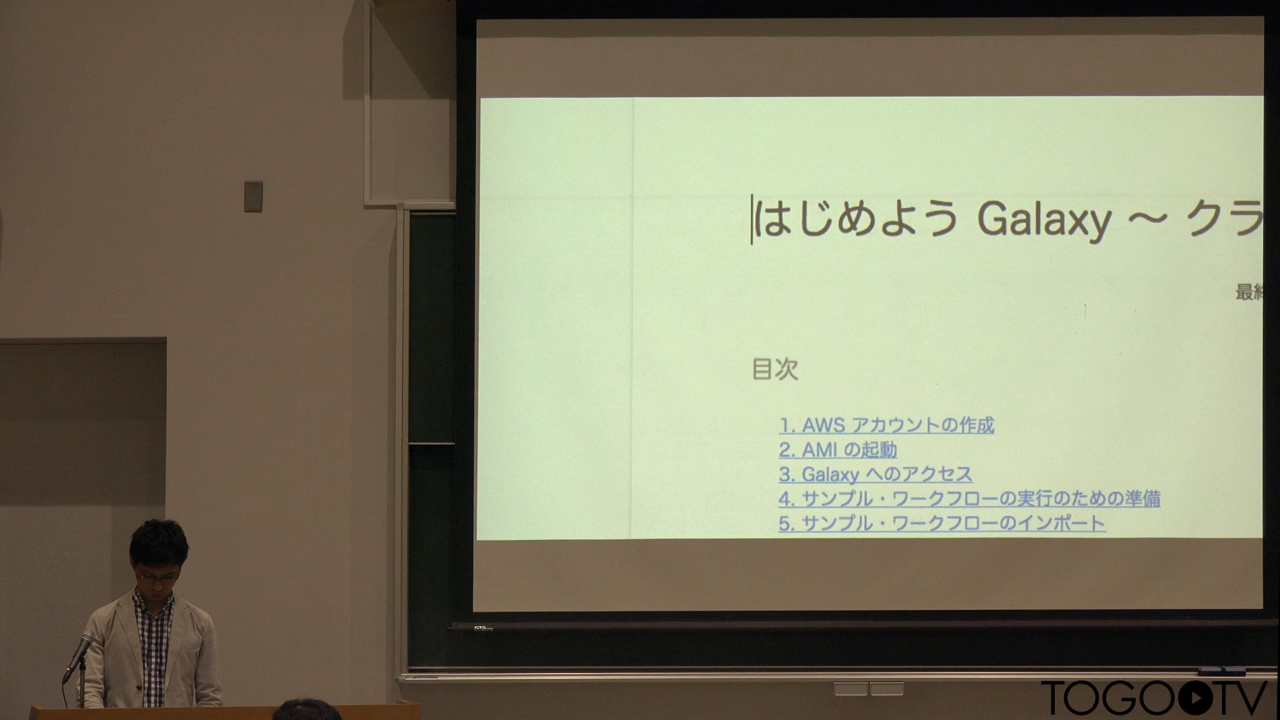 はじめよう Galaxy 〜 クラ
最終
目次
1. AWS アカウントの作成
2. AMI の起動
3. Galaxy へのアクセス
4. サンプル・ワークフローの実行のための準備
5. サンプル・ワークフローのインポート
TOGOTV